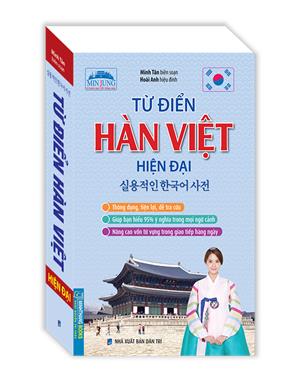 Minh Tân biên soạn
Hoài Anh hiệu đính
MINJUNG
TỪ ĐIỂN
HÀN VIỆT
HIỆN ĐẠI
실용적인 한국어 사전
Thông dụng, tiện lợi, dễ tra cứu
Giúp bạn hiểu 95% ý nghĩa trong mọi ngữ cảnh
Nâng cao vốn từ vựng trong giao tiếp hàng ngày
NHÀ XUẤT BẢN DÂN TRÍ
TỪ ĐIỂN HÀN VIỆT
HIỆN ĐẠI